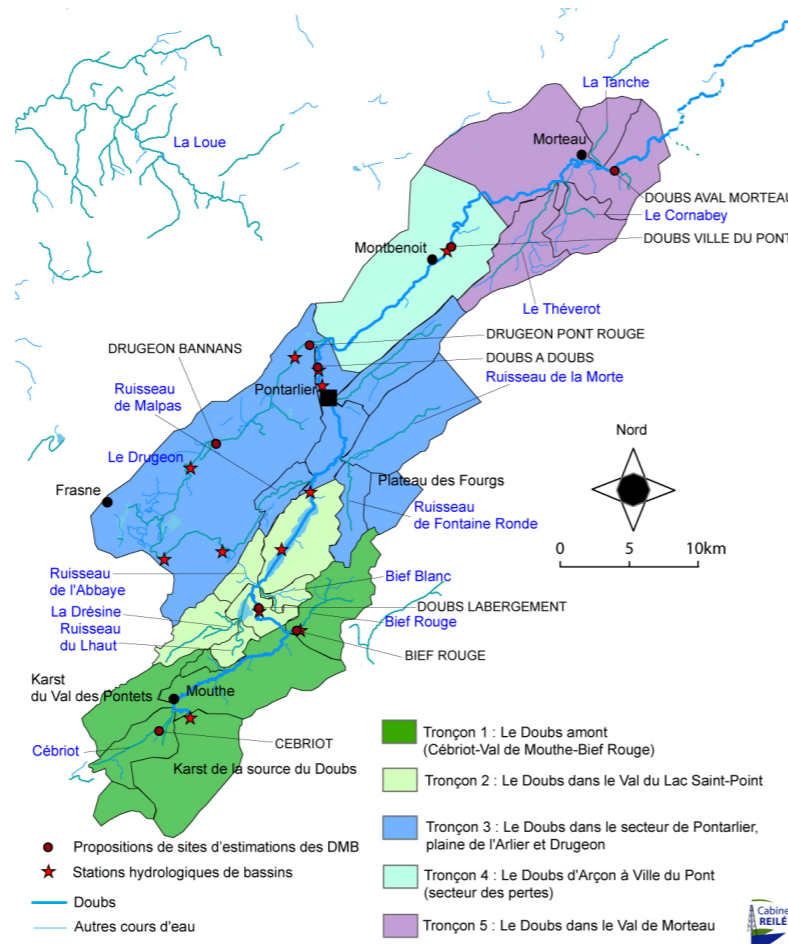 La Tanche
La Loue
Morteau
DOUBS AVAL MORTEAU
Le Cornabey
DOUBS VILLE DU PONT
Montbenoit
Le Théverot
DRUGEON PONT ROUGE
DRUGEON BANNANS
DOUBS A DOUBS
Ruisseau de la Morte
Ruisseau
de Malpas
Pontarlier
Nord
Le Drugeon
Plateau des Fourgs
Frasne
Ruisseau
de Fontaine Ronde
0 5 10km
Ruisseau
de l'Abbaye
Bief Blanc
La Drésine
DOUBS LABERGEMENT
Bief Rouge
Ruisseau
du Lhaut
BIEF ROUGE
Karst
du Val des Pontets
Mouthe
Cébriot
CEBRIOT
Karst de la source du Doubs
Tronçon 1 : Le Doubs amont
(Cébriot-Val de Mouthe-Bief Rouge)
Tronçon 2 : Le Doubs dans le Val du Lac Saint-Point
Tronçon 3 : Le Doubs dans le secteur de Pontarlier,
plaine de l'Arlier et Drugeon
Tronçon 4 : Le Doubs d'Arçon à Ville du Pont
(secteur des pertes)
Tronçon 5 : Le Doubs dans le Val de Morteau
Propositions de sites d'estimations des DMB
Stations hydrologiques de bassins
Doubs
Autres cours d'eau
Cabine
REILÉ